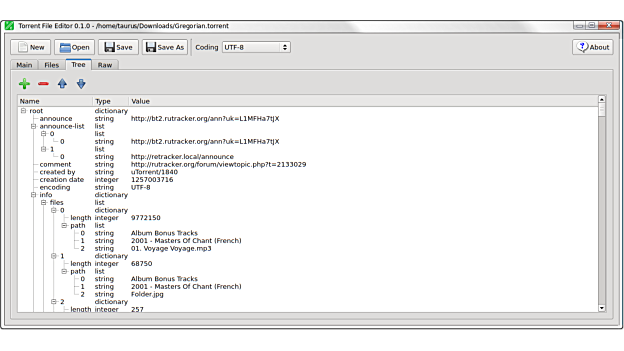 Torrent File Editor 0.1.0 - /home/taurus/Downloads/Gregorian.torrent
New Open Save Save As Coding UTF-8 About
Main Files Tree Raw
Name Type Value
root dictionary
announce string http://bt2.rutracker.org/ann?uk=L1MFHa7tJX
announce-list list
0 list
0 string http://bt2.rutracker.org/ann?uk=L1MFHa7tJX
1 list
0 string http://retracker.local/announce
comment string http://rutracker.org/forum/viewtopic.php?t=2133029
created by string uTorrent/1840
creation date integer 1257003716
encoding string UTF-8
info dictionary
files list
0 dictionary
length integer 9772150
path list
0 string Album Bonus Tracks
1 string 2001 - Masters Of Chant (French)
2 string 01. Voyage Voyage.mp3
1 dictionary
length integer 68750
path list
0 string Album Bonus Tracks
1 string 2001 - Masters Of Chant (French)
2 string Folder.jpg
2 dictionary
length integer 257